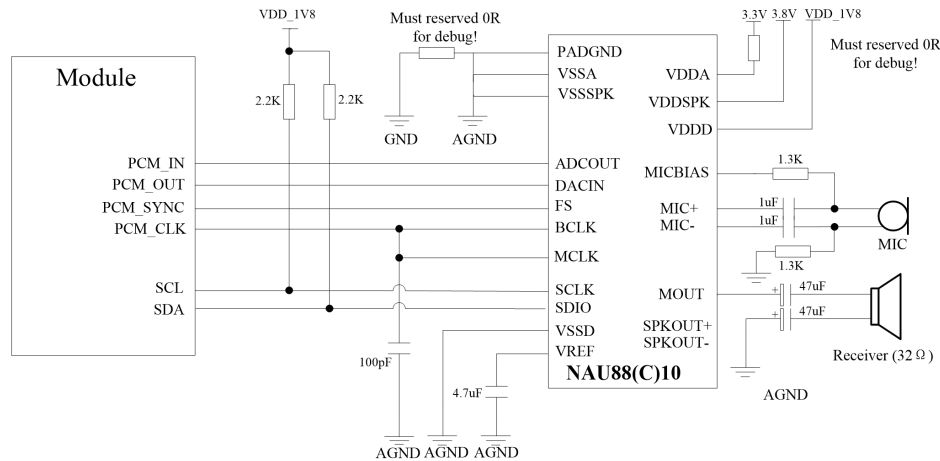 VDD_1V8
Must reserved 0R
for debug!
3.3V 3.8V VDD_1V8
Must reserved 0R
for debug!
Module
2.2K
2.2K
GND
AGND
PADGND
VSSA
VSSSPK
VDDA
VDDSPK
VDDD
PCM_IN
PCM_OUT
PCM_SYNC
PCM_CLK
SCL
SDA
ADCOUT
DACIN
FS
BCLK
MCLK
SCLK
SDIO
VSSD
VREF
MICBIAS
MIC+
MIC-
MOUT
SPKOUT+
SPKOUT-
NAU88(C)10
1.3K
1uF
1uF
MIC
1.3K
+
47uF
+
47uF
Receiver (32Ω)
AGND
100pF
4.7uF
AGND AGND AGND